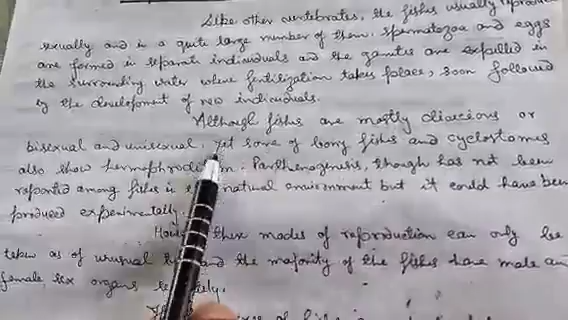 Like other vertebrates, the fishes usually reprodu
sexually and in a quite large number of them, spermatozoa and eggs
are formed in separate individuals and the gametes are expelled in
the surrounding water where fertilization takes place, soon followed
by the development of new individuals.
Although fishes are mostly dioecious or
bisexual and unisexual, yet some of bony fishes and cyclostomes
also show hermaphrodi n. Parthenogenesis, though has not been
reported among fishes in natural environment but it could have been
produced experimentally.
these modes of reproduction can only be
taken as of unusual and the majority of the fishes have male an
female sex organs